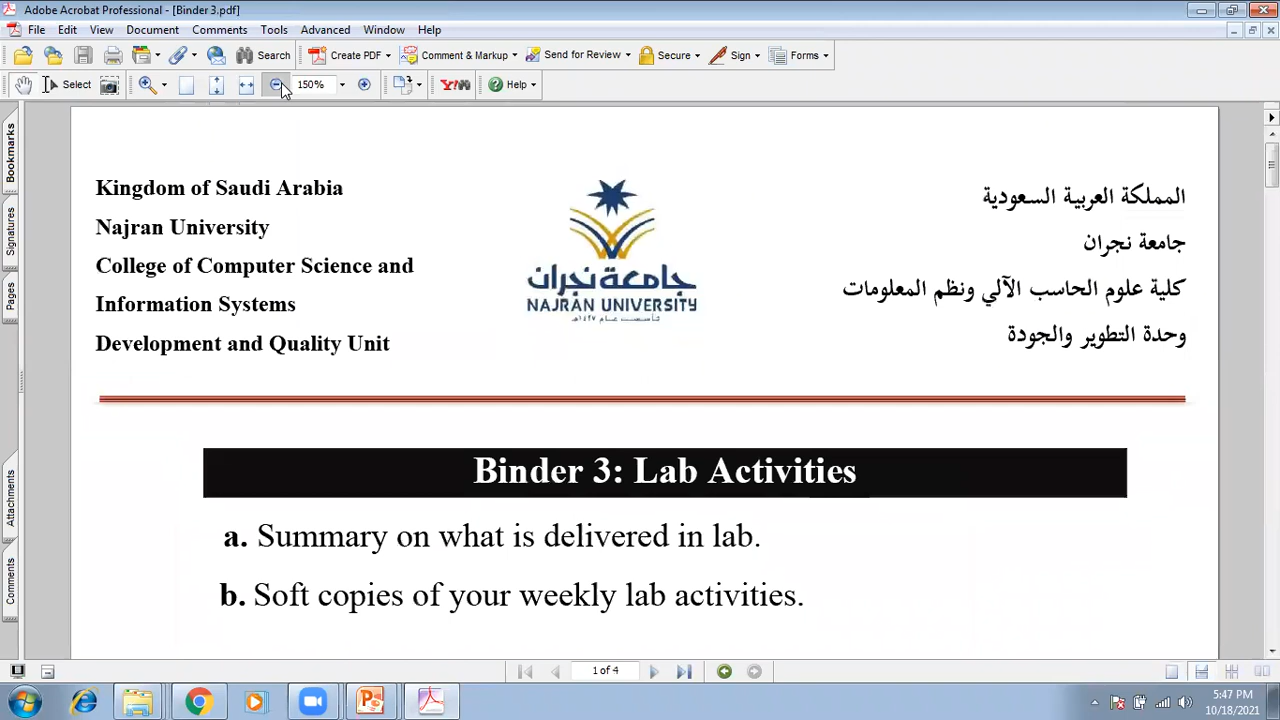 Adobe Acrobat Professional - [Binder 3.pdf]
File Edit View Document Comments Tools Advanced Window Help
Search Create PDF Comment & Markup Send for Review Secure Sign Forms
Select 150% Y! Help
Bookmarks
Signatures
Pages
Attachments
Comments
Kingdom of Saudi Arabia
Najran University
College of Computer Science and
Information Systems
Development and Quality Unit
جامعة نجران
NAJRAN UNIVERSITY
تأسست عام ١٤٢٧هـ
المملكة العربية السعودية
جامعة نجران
كلية علوم الحاسب الآلي ونظم المعلومات
وحدة التطوير والجودة
Binder 3: Lab Activities
a. Summary on what is delivered in lab.
b. Soft copies of your weekly lab activities.
1 of 4
5:47 PM
10/18/2021